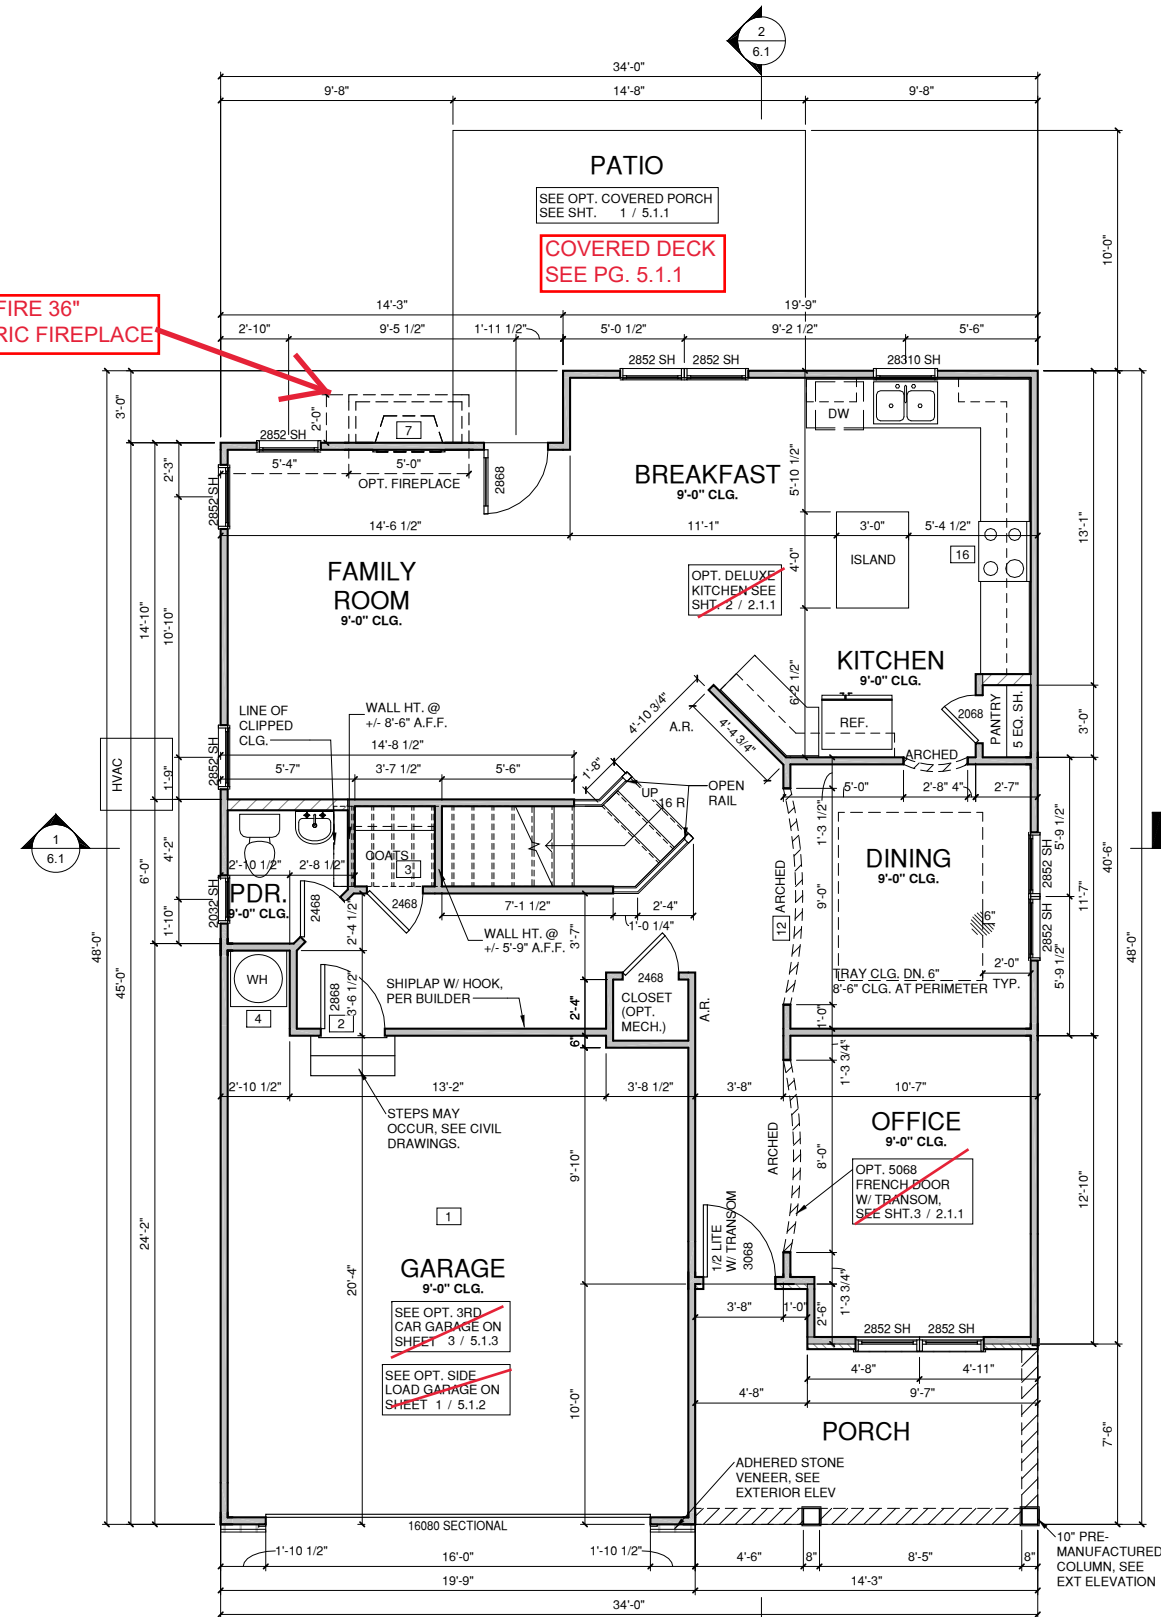 2
6.1
34'-0"
9'-8"
14'-8"
9'-8"
PATIO
SEE OPT. COVERED PORCH
SEE SHT. 1 / 5.1.1
COVERED DECK
SEE PG. 5.1.1
10'-0"
FIRE 36"
RIC FIREPLACE
14'-3"
19'-9"
2'-10"
9'-5 1/2"
1'-11 1/2"
5'-0 1/2"
9'-2 1/2"
5'-6"
2852 SH
2852 SH
28310 SH
3'-0"
2'-0"
DW
2852 SH
7
5'-4"
5'-0"
OPT. FIREPLACE
2868
2852 SH
2'-3"
BREAKFAST
9'-0" CLG.
5'-10 1/2"
14'-6 1/2"
11'-1"
3'-0"
5'-4 1/2"
13'-1"
ISLAND
16
4'-0"
FAMILY
ROOM
9'-0" CLG.
OPT. DELUXE
KITCHEN SEE
SHT. 2 / 2.1.1
14'-10"
10'-10"
KITCHEN
9'-0" CLG.
6'-2 1/2"
4'-10 3/4"
A.R.
4'-4 3/4"
REF.
2068
PANTRY
5 EQ. SH.
3'-0"
LINE OF
CLIPPED
CLG.
WALL HT. @
+/- 8'-6" A.F.F.
14'-8 1/2"
HVAC
2852 SH
1'-9"
5'-7"
3'-7 1/2"
5'-6"
1'-8"
UP
16 R
OPEN
RAIL
ARCHED
5'-0"
2'-8" 4"
2'-7"
1'-3 1/2"
5'-9 1/2"
1
6.1
6'-0"
4'-2"
2'-10 1/2"
2'-8 1/2"
COATS
3
DINING
9'-0" CLG.
2852 SH
11'-7"
40'-6"
PDR.
9'-0" CLG.
2032 SH
1'-10"
2468
2'-4 1/2"
2468
7'-1 1/2"
1'-0 1/4"
2'-4"
3'-7"
WALL HT. @
+/- 5'-9" A.F.F.
ARCHED
12
9'-0"
6"
2852 SH
5'-9 1/2"
48'-0"
45'-0"
48'-0"
WH
4
2868
3'-6 1/2"
2
SHIPLAP W/ HOOK,
PER BUILDER
2'-4"
6"
2468
CLOSET
(OPT.
MECH.)
A.R.
TRAY CLG. DN. 6"
8'-6" CLG. AT PERIMETER
2'-0"
TYP.
1'-0"
1'-3 3/4"
2'-10 1/2"
13'-2"
3'-8 1/2"
3'-8"
10'-7"
STEPS MAY
OCCUR, SEE CIVIL
DRAWINGS.
OFFICE
9'-0" CLG.
ARCHED
8'-0"
OPT. 5068
FRENCH DOOR
W/ TRANSOM,
SEE SHT.3 / 2.1.1
9'-10"
12'-10"
1
24'-2"
20'-4"
GARAGE
9'-0" CLG.
1/2 LITE
W/ TRANSOM
3068
1'-3 3/4"
3'-8"
1'-0"
2'-6"
SEE OPT. 3RD
CAR GARAGE ON
SHEET 3 / 5.1.3
SEE OPT. SIDE
LOAD GARAGE ON
SHEET 1 / 5.1.2
2852 SH
2852 SH
4'-8"
4'-11"
4'-8"
9'-7"
10'-0"
PORCH
7'-6"
ADHERED STONE
VENEER, SEE
EXTERIOR ELEV
16080 SECTIONAL
10" PRE-
MANUFACTURED
COLUMN, SEE
EXT ELEVATION
1'-10 1/2"
16'-0"
1'-10 1/2"
4'-6"
8"
8'-5"
8"
19'-9"
14'-3"
34'-0"